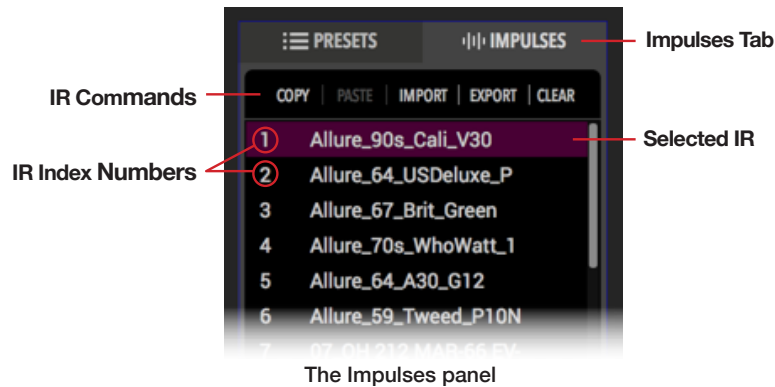 PRESETS IMPULSES Impulses Tab
IR Commands COPY | PASTE | IMPORT | EXPORT | CLEAR
1 Allure_90s_Cali_V30 Selected IR
IR Index Numbers
2 Allure_64_USDeluxe_P
3 Allure_67_Brit_Green
4 Allure_70s_WhoWatt_1
5 Allure_64_A30_G12
6 Allure_59_Tweed_P10N
7
The Impulses panel